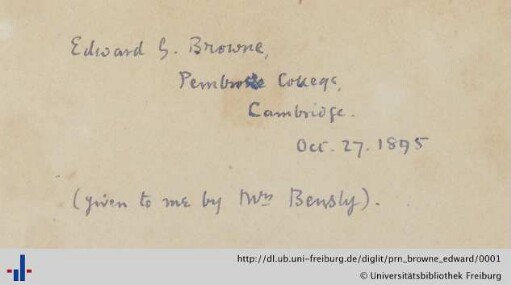 Edward G. Browne,
Pembroke College,
Cambridge.
Oct. 27. 1895
(given to me by Mrs Bensly).
http://dl.ub.uni-freiburg.de/diglit/prn_browne_edward/0001
© Universitätsbibliothek Freiburg